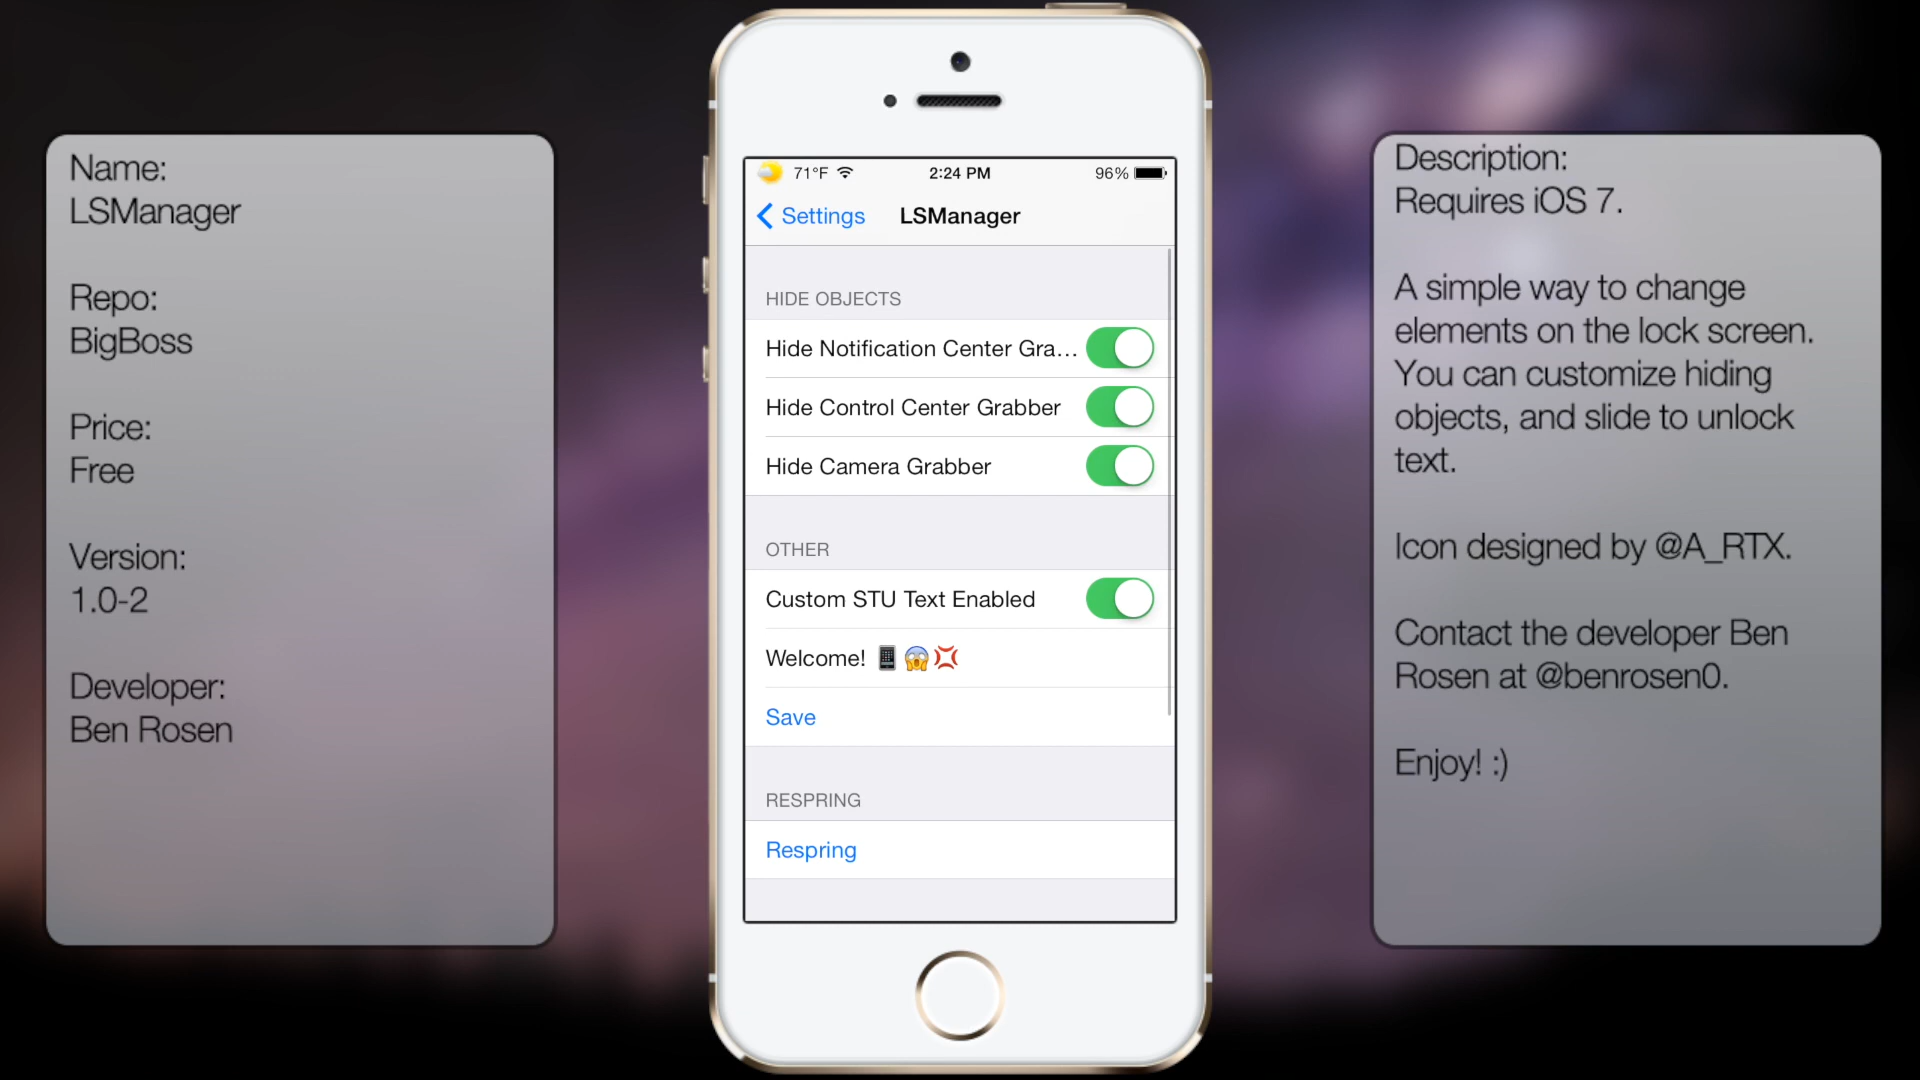 Name:
LSManager
Repo:
BigBoss
Price:
Free
Version:
1.0-2
Developer:
Ben Rosen
71°F 2:24 PM 96%
Settings LSManager
HIDE OBJECTS
Hide Notification Center Gra...
Hide Control Center Grabber
Hide Camera Grabber
OTHER
Custom STU Text Enabled
Welcome! 📱😱💢
Save
RESPRING
Respring
Description:
Requires iOS 7.
A simple way to change
elements on the lock screen.
You can customize hiding
objects, and slide to unlock
text.
Icon designed by @A_RTX.
Contact the developer Ben
Rosen at @benrosen0.
Enjoy! :)